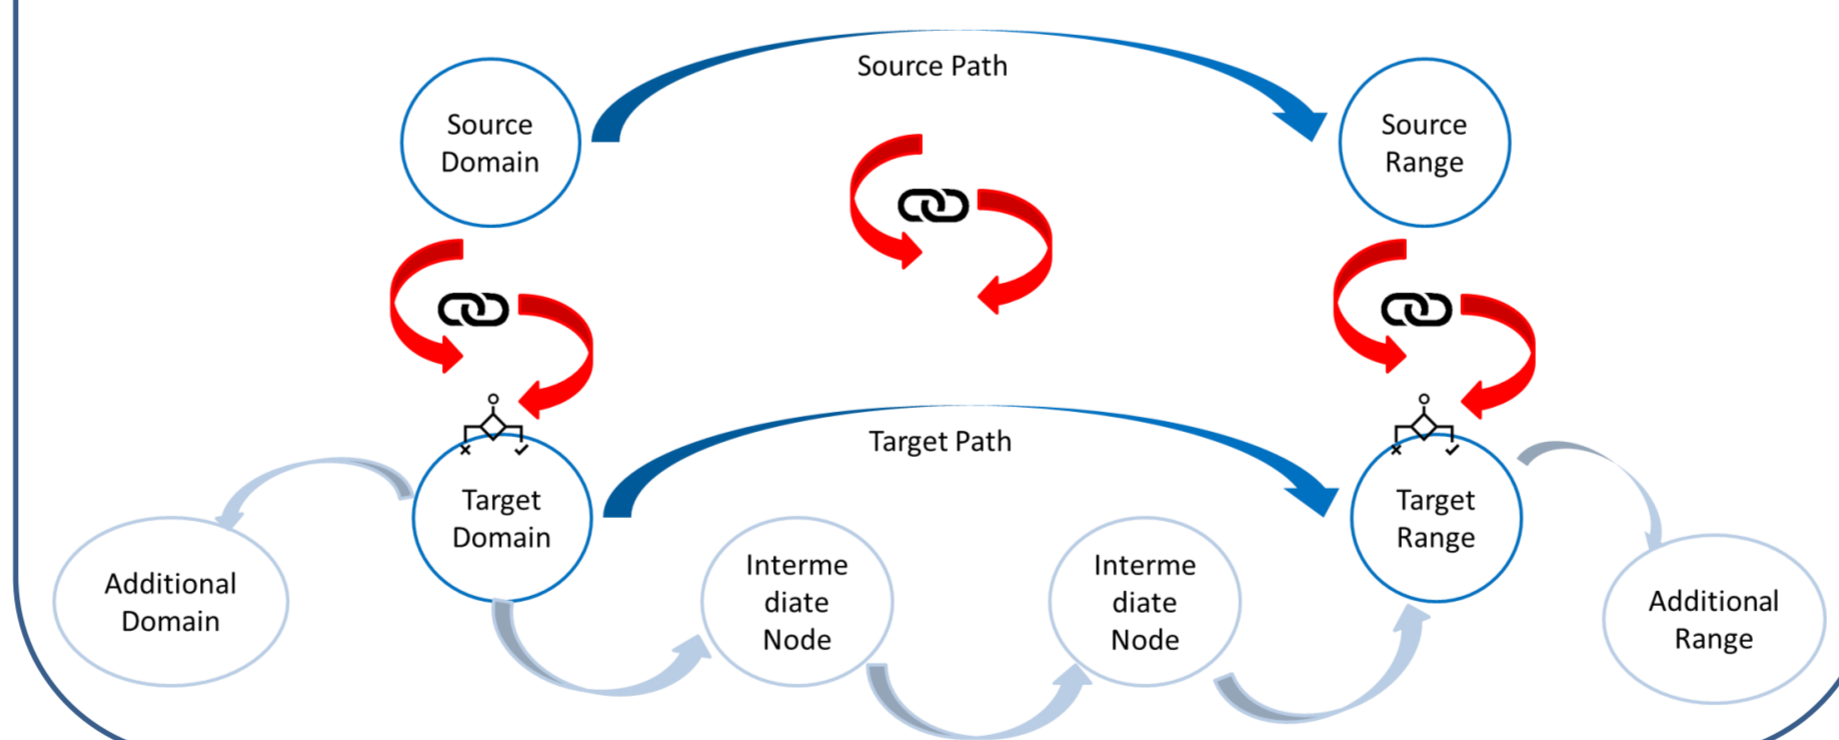 Source Path
Source
Domain
Source
Range
Target Path
Target
Domain
Target
Range
Additional
Domain
Interme
diate
Node
Interme
diate
Node
Additional
Range